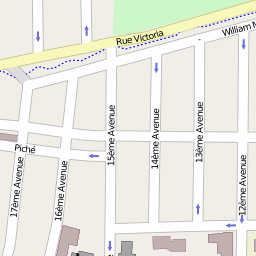 Rue Victoria
William M
15ème Avenue
14ème Avenue
13ème Avenue
Piché
17ème Avenue
16ème Avenue
12ème Avenue